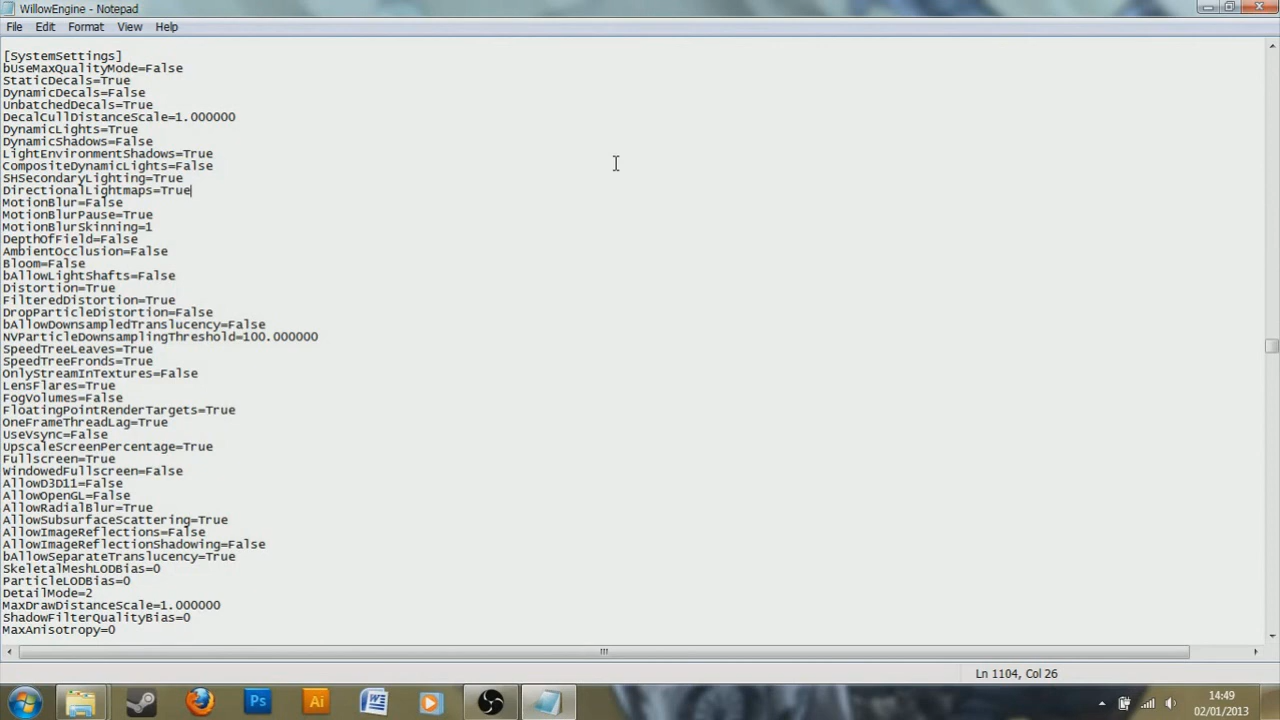 WillowEngine - Notepad
File Edit Format View Help
[SystemSettings]
bUseMaxQualityMode=False
StaticDecals=True
DynamicDecals=False
UnbatchedDecals=True
DecalCullDistanceScale=1.000000
DynamicLights=True
DynamicShadows=False
LightEnvironmentShadows=True
CompositeDynamicLights=False
SHSecondaryLighting=True
DirectionalLightmaps=True
MotionBlur=False
MotionBlurPause=True
MotionBlurSkinning=1
DepthOfField=False
AmbientOcclusion=False
Bloom=False
bAllowLightShafts=False
Distortion=True
FilteredDistortion=True
DropParticleDistortion=False
bAllowDownsampledTranslucency=False
NVParticleDownsamplingThreshold=100.000000
SpeedTreeLeaves=True
SpeedTreeFronds=True
OnlyStreamInTextures=False
LensFlares=True
FogVolumes=False
FloatingPointRenderTargets=True
OneFrameThreadLag=True
UseVsync=False
UpscaleScreenPercentage=True
Fullscreen=True
WindowedFullscreen=False
AllowD3D11=False
AllowOpenGL=False
AllowRadialBlur=True
AllowSubsurfaceScattering=True
AllowImageReflections=False
AllowImageReflectionShadowing=False
bAllowSeparateTranslucency=True
SkeletalMeshLODBias=0
ParticleLODBias=0
DetailMode=2
MaxDrawDistanceScale=1.000000
ShadowFilterQualityBias=0
MaxAnisotropy=0
Ln 1104, Col 26
Ps Ai W
14:49
02/01/2013